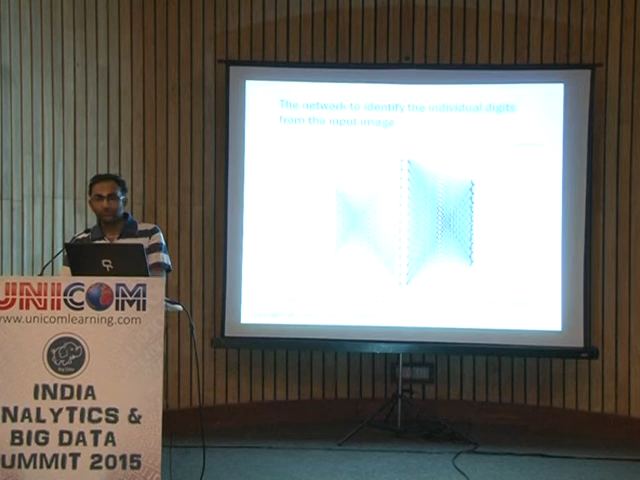 The network to identify the individual digits
from the input image
UNICOM
www.unicomlearning.com
INDIA
NALYTICS &
BIG DATA
UMMIT 2015